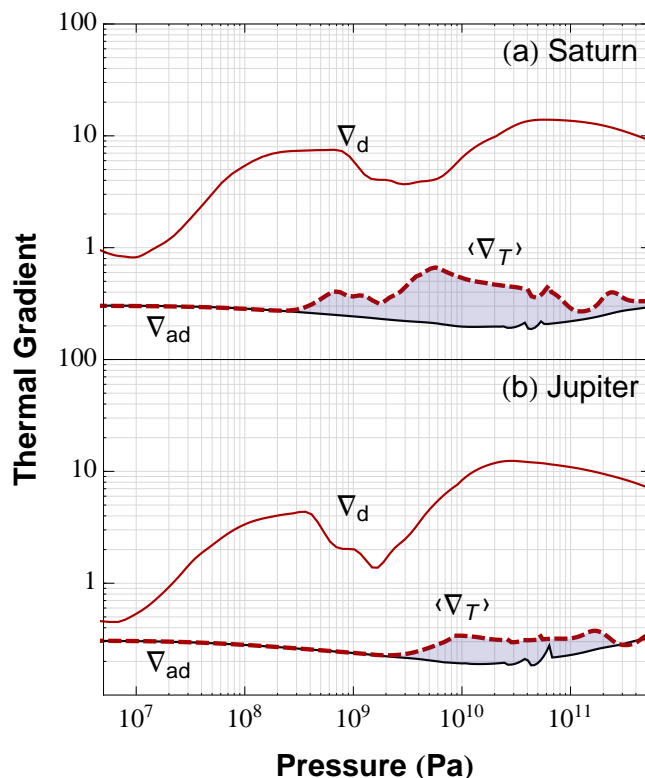 100
(a) Saturn
∇d
10
1
⟨∇T⟩
∇ad
Thermal Gradient
100
(b) Jupiter
10
∇d
1
⟨∇T⟩
∇ad
10⁷ 10⁸ 10⁹ 10¹⁰ 10¹¹
Pressure (Pa)